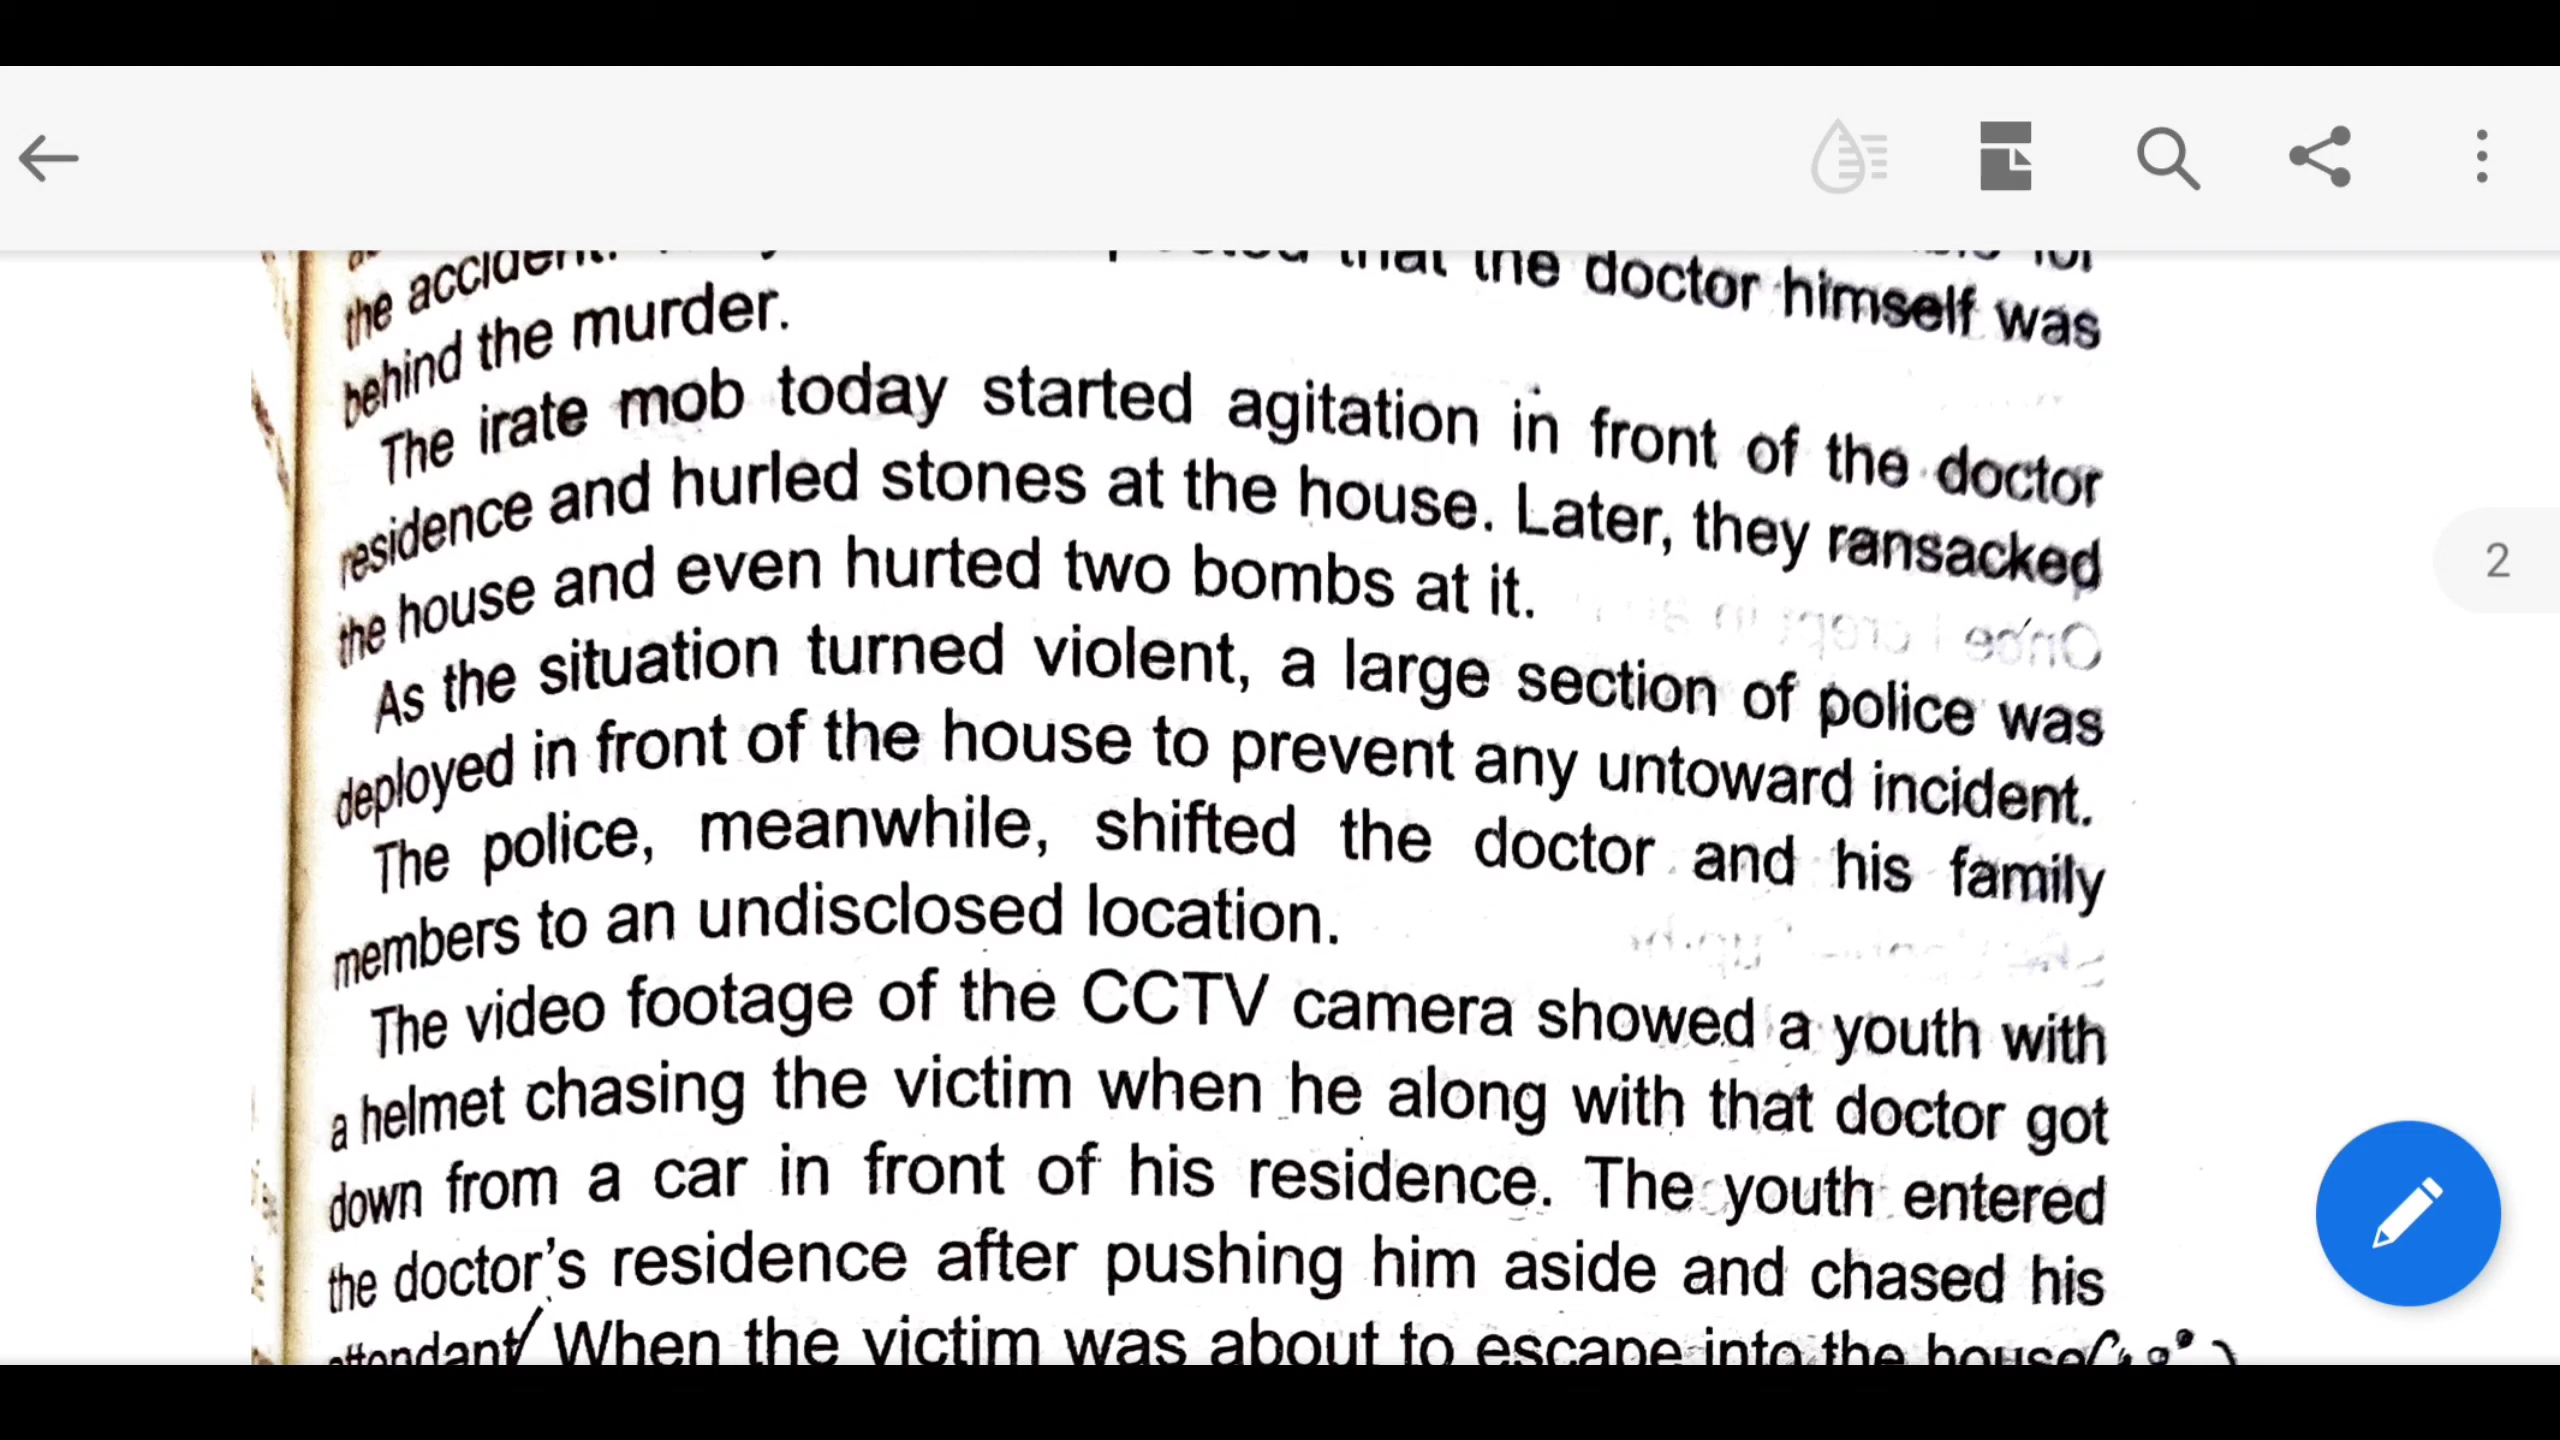 the accident. that the doctor himself was
behind the murder.
The irate mob today started agitation in front of the doctor
residence and hurled stones at the house. Later, they ransacked
the house and even hurted two bombs at it.
As the situation turned violent, a large section of police was
deployed in front of the house to prevent any untoward incident.
The police, meanwhile, shifted the doctor and his family
members to an undisclosed location.
The video footage of the CCTV camera showed a youth with
a helmet chasing the victim when he along with that doctor got
down from a car in front of his residence. The youth entered
the doctor's residence after pushing him aside and chased his
attendant When the victim was about to escape into the house
2